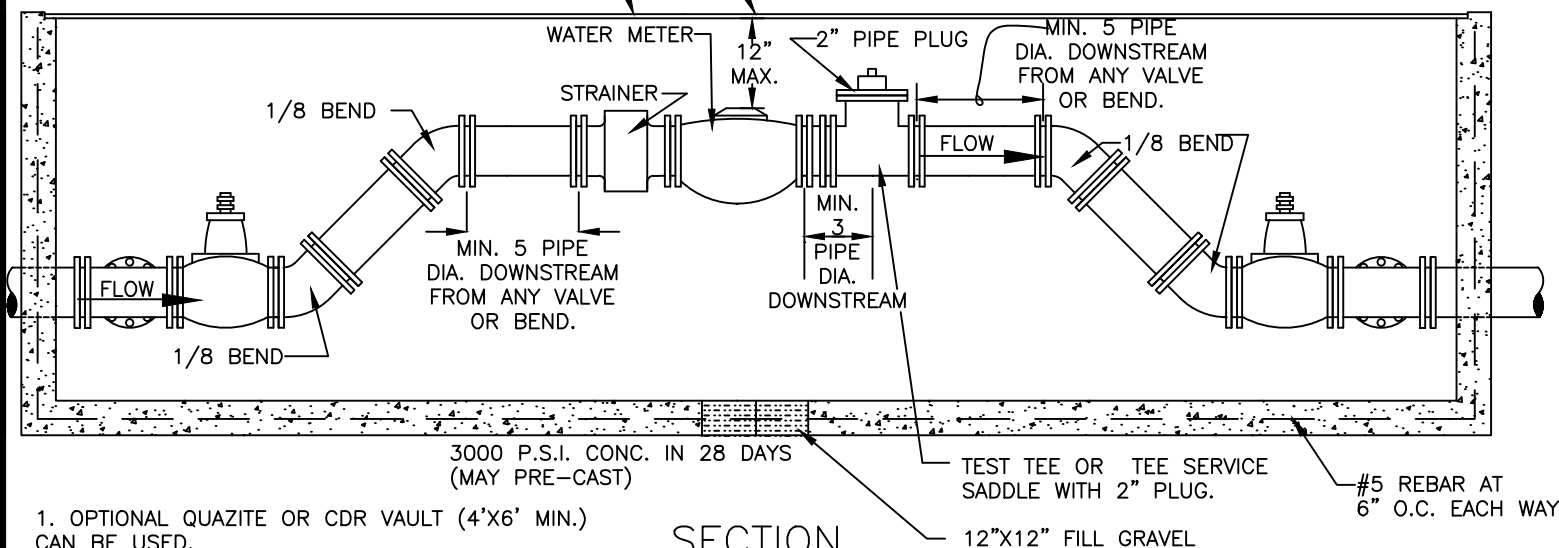 WATER METER
12"
MAX.
2" PIPE PLUG
MIN. 5 PIPE
DIA. DOWNSTREAM
FROM ANY VALVE
OR BEND.
1/8 BEND
STRAINER
FLOW
1/8 BEND
MIN.
3
PIPE
DIA.
DOWNSTREAM
MIN. 5 PIPE
DIA. DOWNSTREAM
FROM ANY VALVE
OR BEND.
FLOW
1/8 BEND
3000 P.S.I. CONC. IN 28 DAYS
(MAY PRE-CAST)
TEST TEE OR TEE SERVICE
SADDLE WITH 2" PLUG.
#5 REBAR AT
6" O.C. EACH WAY
1. OPTIONAL QUAZITE OR CDR VAULT (4'X6' MIN.)
CAN BE USED.
SECTION
12"X12" FILL GRAVEL